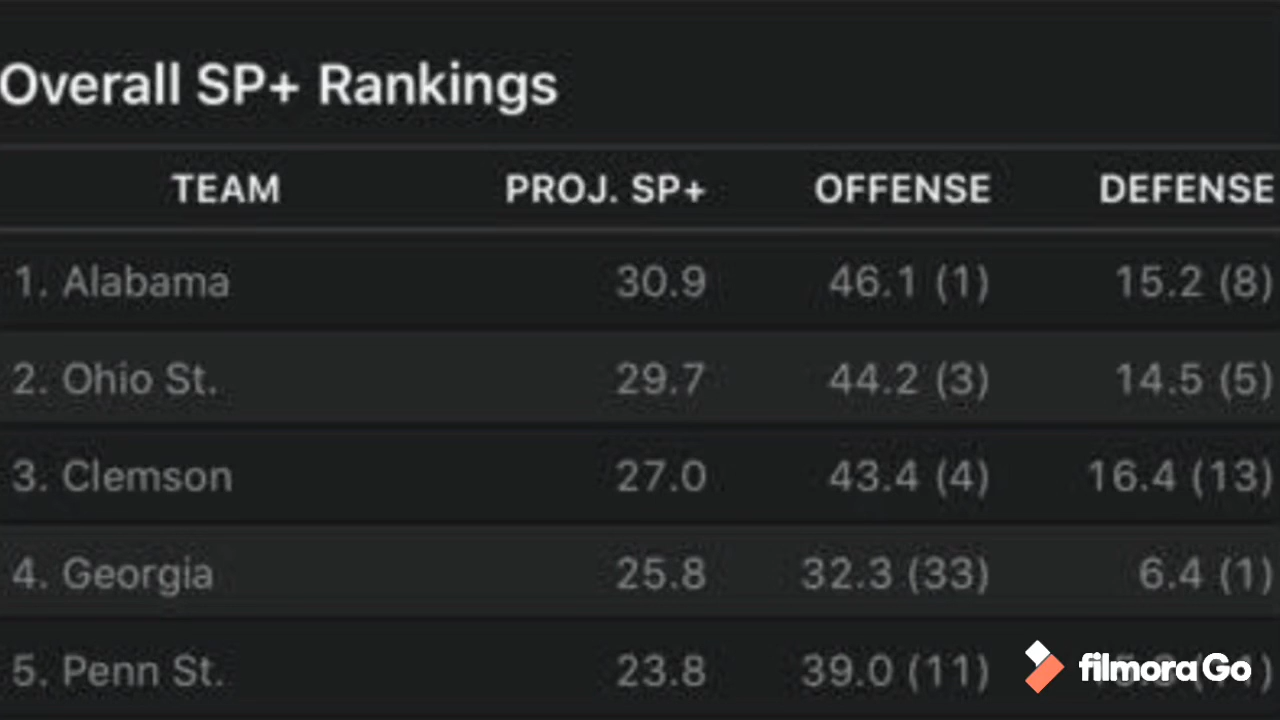 Overall SP+ Rankings
TEAM PROJ. SP+ OFFENSE DEFENSE
1. Alabama 30.9 46.1 (1) 15.2 (8)
2. Ohio St. 29.7 44.2 (3) 14.5 (5)
3. Clemson 27.0 43.4 (4) 16.4 (13)
4. Georgia 25.8 32.3 (33) 6.4 (1)
5. Penn St. 23.8 39.0 (11)
filmora Go